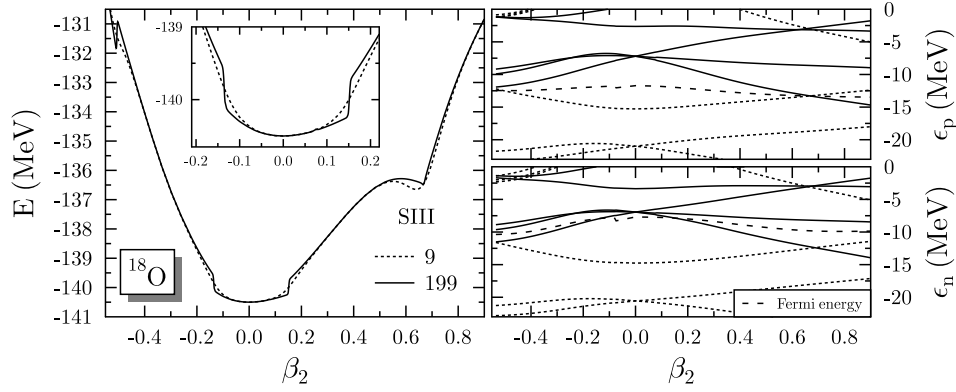 -131
-132
-133
-134
-135
-136
-137
-138
-139
-140
-141
E (MeV)
-0.4 -0.2 0.0 0.2 0.4 0.6 0.8
β₂
-139
-140
-0.2 -0.1 0.0 0.1 0.2
SIII
9
199
¹⁸O
0
-5
-10
-15
-20
ϵₚ (MeV)
0
-5
-10
-15
-20
ϵₙ (MeV)
Fermi energy
-0.4 -0.2 0.0 0.2 0.4 0.6 0.8
β₂